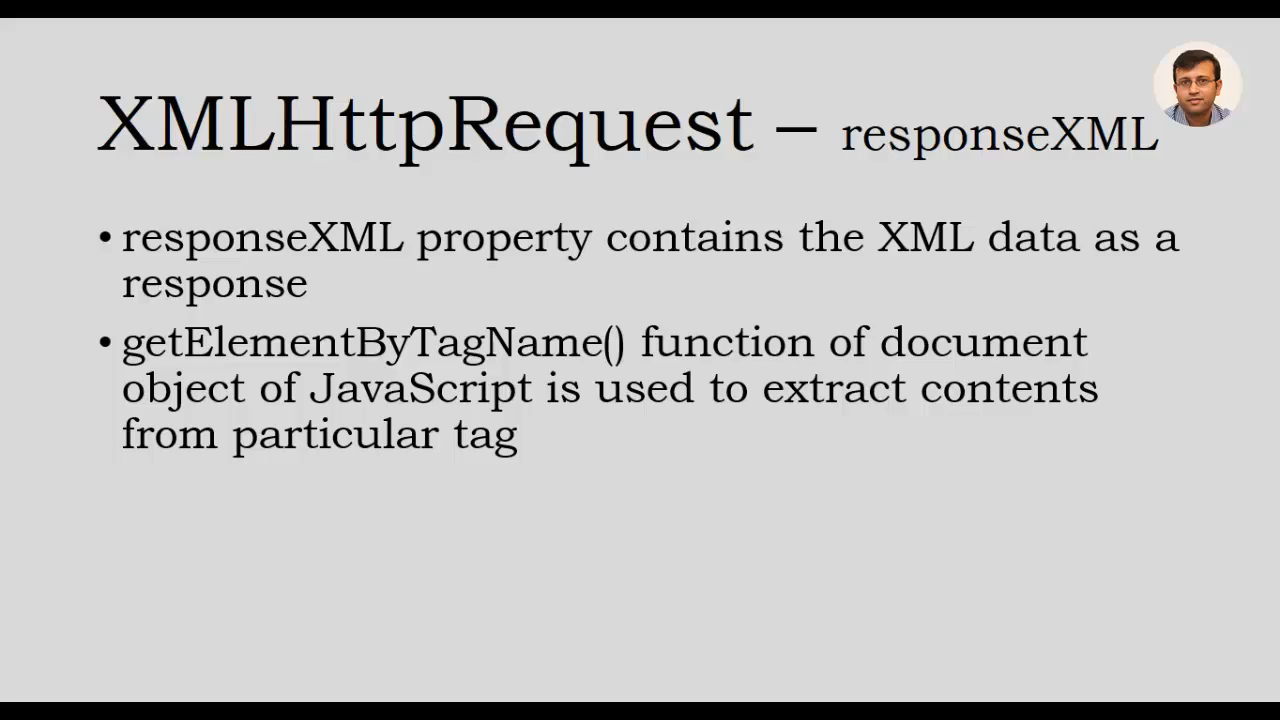 XMLHttpRequest – responseXML
• responseXML property contains the XML data as a
response
• getElementByTagName() function of document
object of JavaScript is used to extract contents
from particular tag